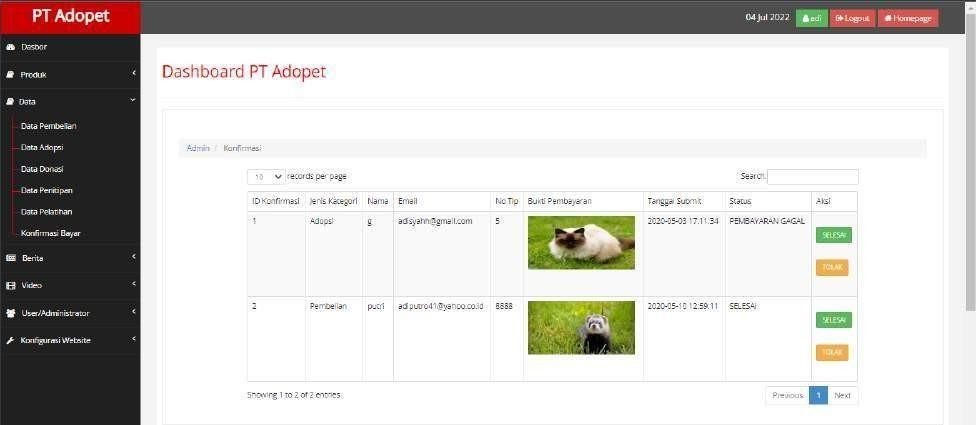 PT Adopet
04 Jul 2022 adi Logout Homepage
Dasbor
Produk
Data
Data Pembelian
Data Adopsi
Data Donasi
Data Penitipan
Data Pelatihan
Konfirmasi Bayar
Berita
Video
User/Administrator
Konfigurasi Website
Dashboard PT Adopet
Admin / Konfirmasi
10 records per page Search:
ID Konfirmasi Jenis Kategori Nama Email No Tlp Bukti Pembayaran Tanggal Submit Status Aksi
1 Adopsi g adisyahh@gmail.com 5 2020-05-03 17:11:34 PEMBAYARAN GAGAL
SELESAI
TOLAK
2 Pembelian putri adiputro41@yahoo.co.id 8888 2020-05-10 12:59:11 SELESAI
SELESAI
TOLAK
Showing 1 to 2 of 2 entries Previous 1 Next